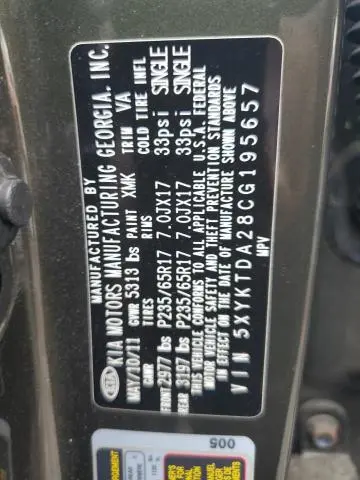 MANUFACTURED BY
KIA MOTORS MANUFACTURING GEORGIA, INC.
KIA
MAY/10/11 PAINT XMK TRIM VA
GVWR 5313 lbs
GAWR TIRES RIMS COLD TIRE INFL
FRONT 2977 lbs P235/65R17 7.0JX17 33psi SINGLE
REAR 3197 lbs P235/65R17 7.0JX17 33psi SINGLE
THIS VEHICLE CONFORMS TO ALL APPLICABLE U.S.A. FEDERAL
MOTOR VEHICLE SAFETY AND THEFT PREVENTION STANDARDS
IN EFFECT ON THE DATE OF MANUFACTURE SHOWN ABOVE
VIN 5XYKTDA28CG195657
MPV
005